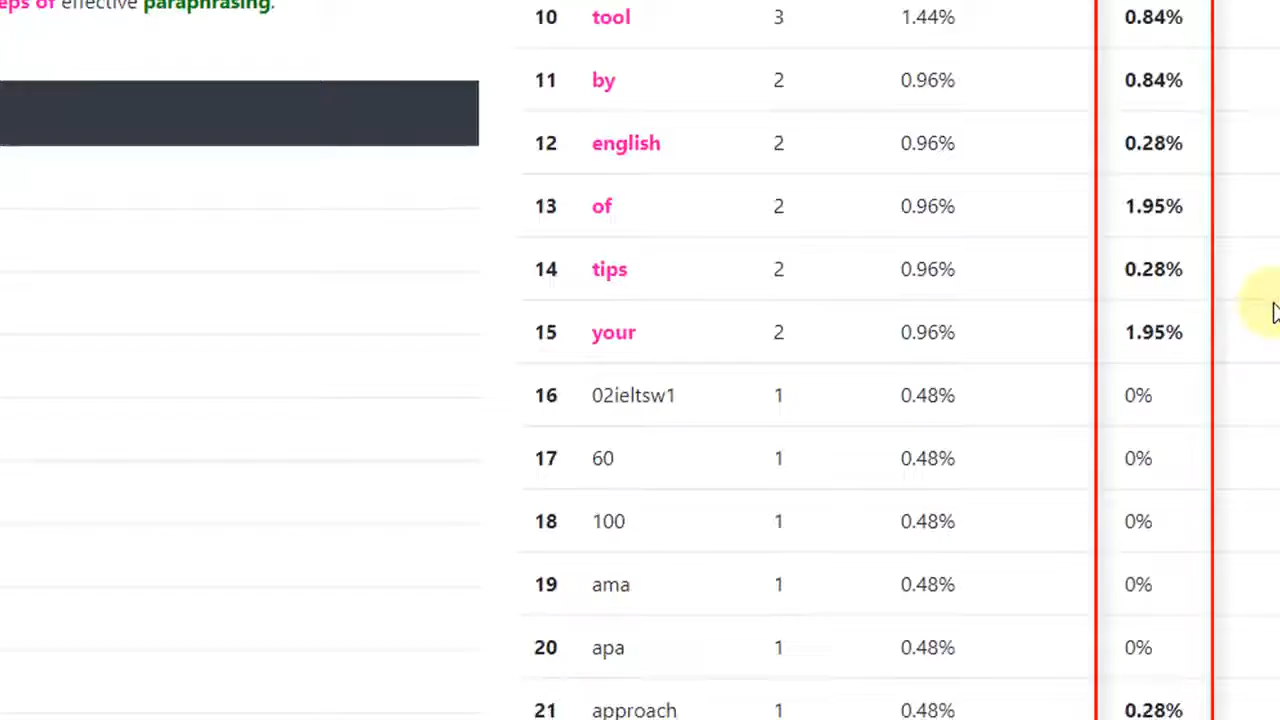 eps of effective paraphrasing.
10 tool 3 1.44% 0.84%
11 by 2 0.96% 0.84%
12 english 2 0.96% 0.28%
13 of 2 0.96% 1.95%
14 tips 2 0.96% 0.28%
15 your 2 0.96% 1.95%
16 02ieltsw1 1 0.48% 0%
17 60 1 0.48% 0%
18 100 1 0.48% 0%
19 ama 1 0.48% 0%
20 apa 1 0.48% 0%
21 approach 1 0.48% 0.28%